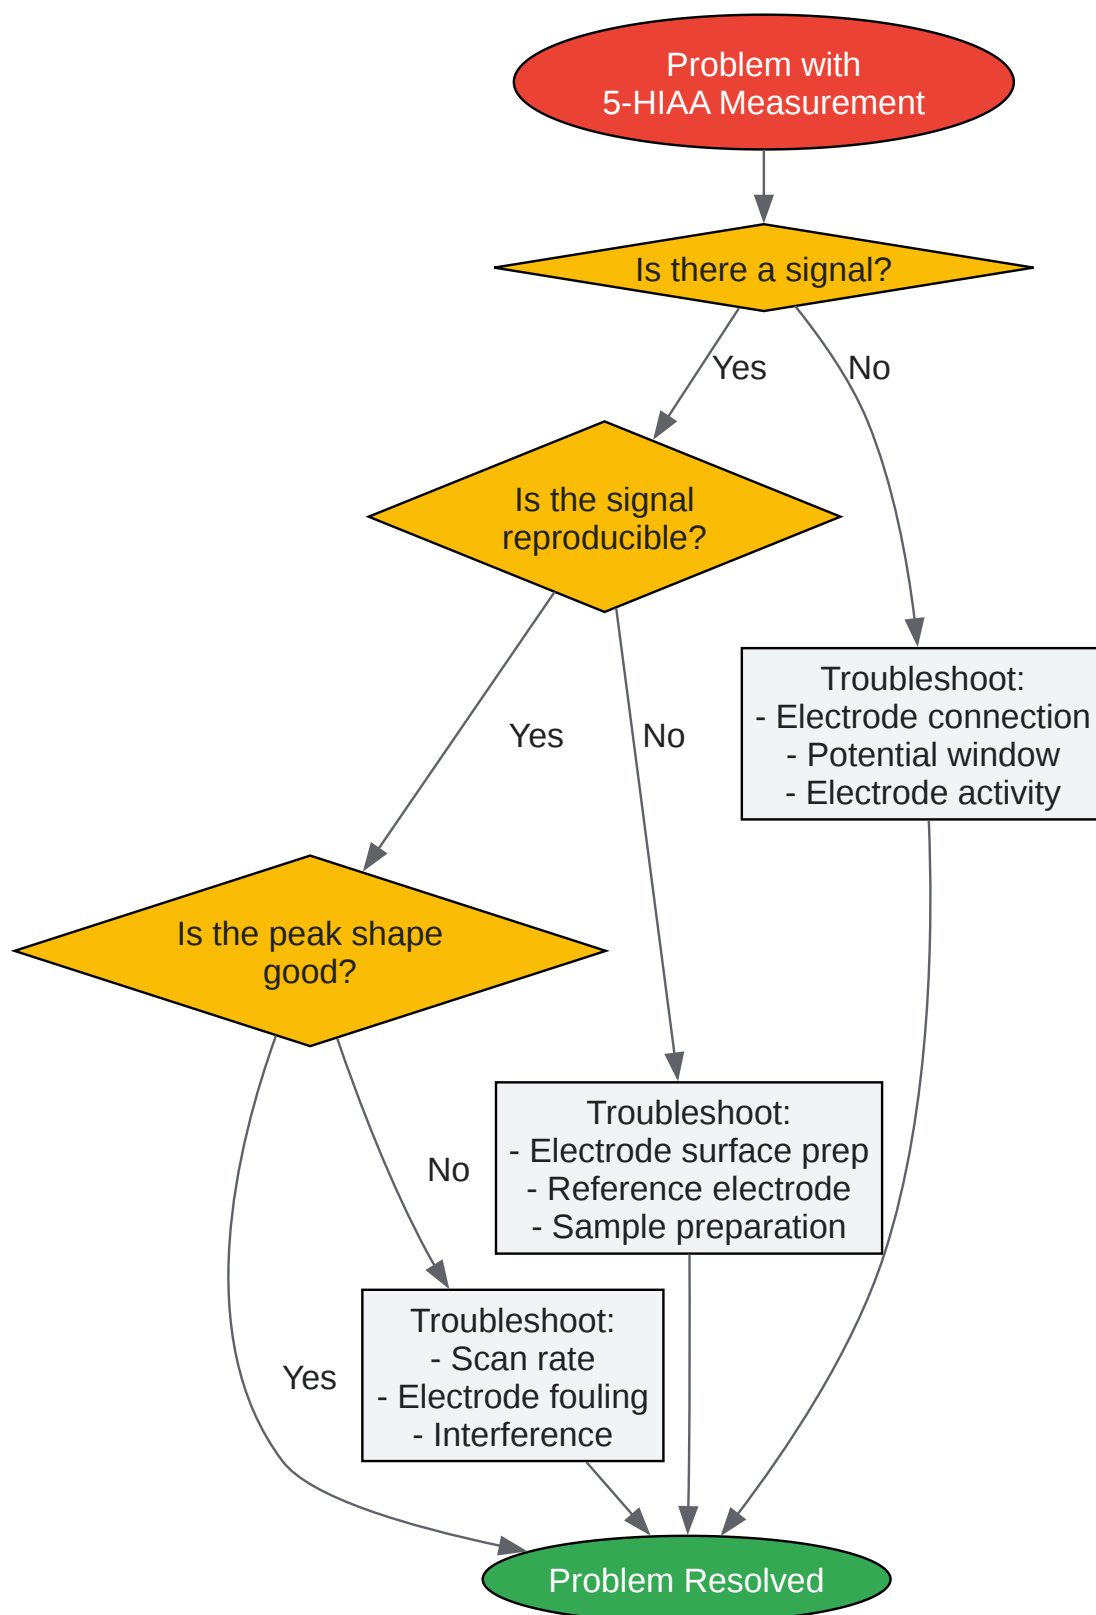 Problem with
5-HIAA Measurement
Is there a signal?
Yes
No
Is the signal
reproducible?
Yes
No
Troubleshoot:
- Electrode connection
- Potential window
- Electrode activity
Is the peak shape
good?
Yes
No
Troubleshoot:
- Electrode surface prep
- Reference electrode
- Sample preparation
Troubleshoot:
- Scan rate
- Electrode fouling
- Interference
Problem Resolved